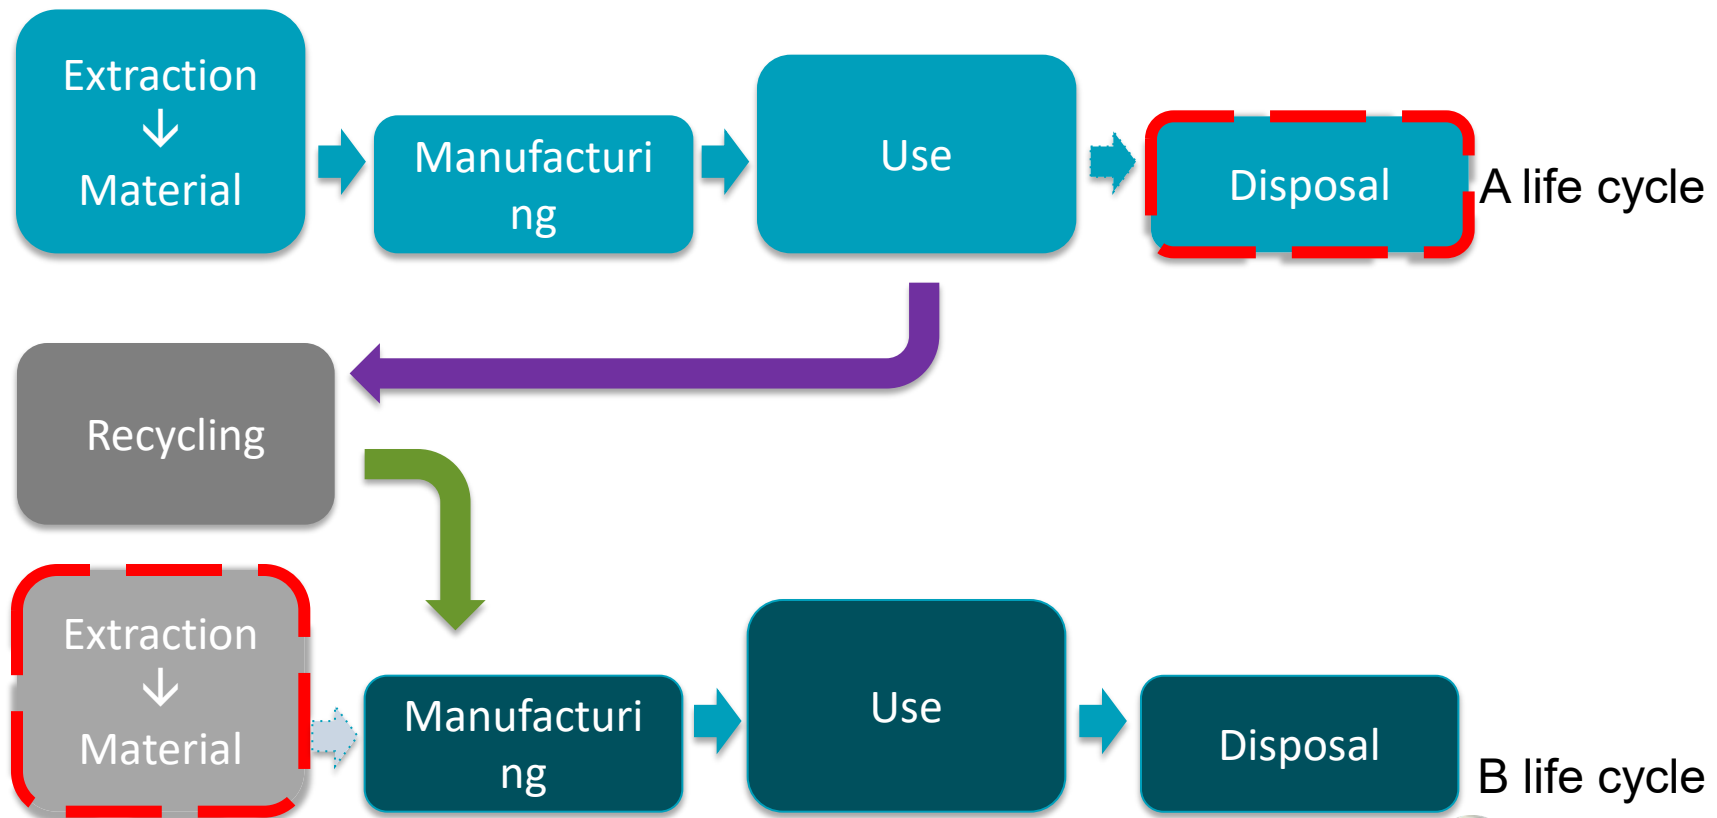 Extraction
↓
Material
Manufacturi
ng
Use
Disposal
A life cycle
Recycling
Extraction
↓
Material
Manufacturi
ng
Use
Disposal
B life cycle